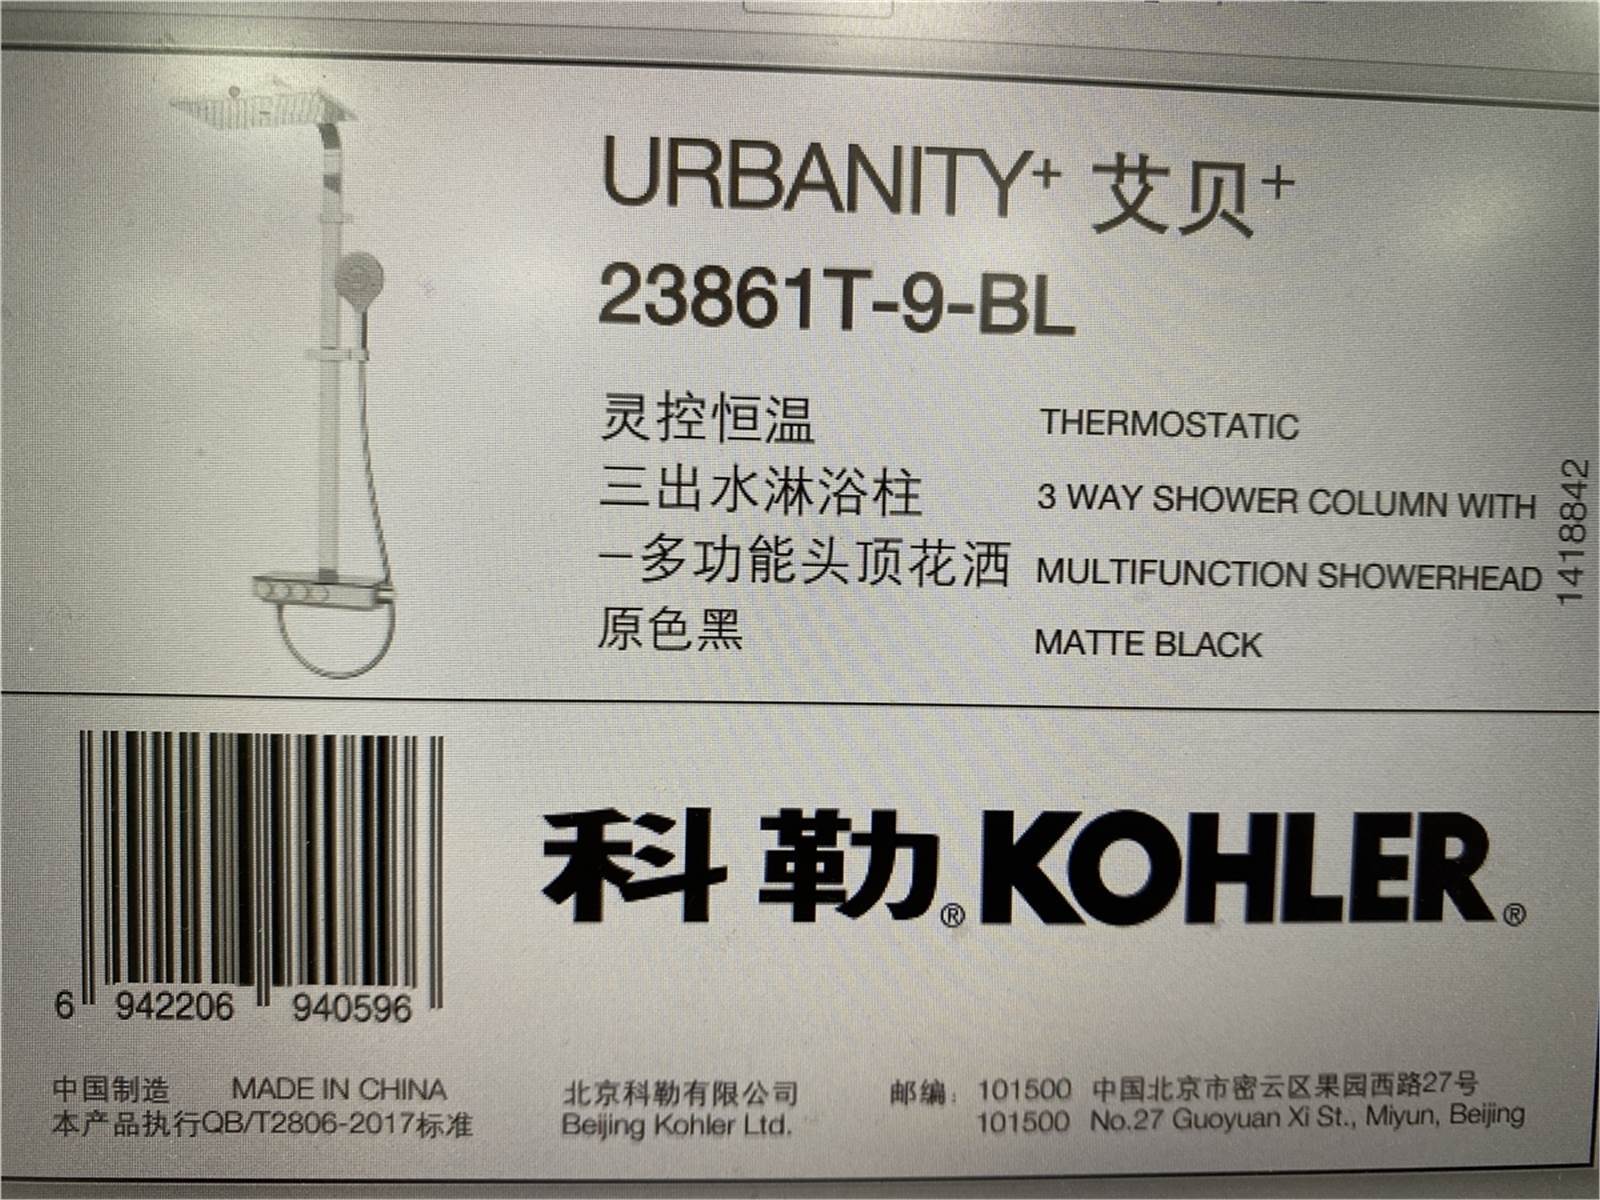 URBANITY+ 艾贝+
23861T-9-BL
灵控恒温 THERMOSTATIC
三出水淋浴柱 3 WAY SHOWER COLUMN WITH
-多功能头顶花洒 MULTIFUNCTION SHOWERHEAD
原色黑 MATTE BLACK
1418842
科勒® KOHLER®
6 942206 940596
中国制造 MADE IN CHINA
本产品执行QB/T2806-2017标准
北京科勒有限公司
Beijing Kohler Ltd.
邮编: 101500 中国北京市密云区果园西路27号
101500 No.27 Guoyuan Xi St., Miyun, Beijing